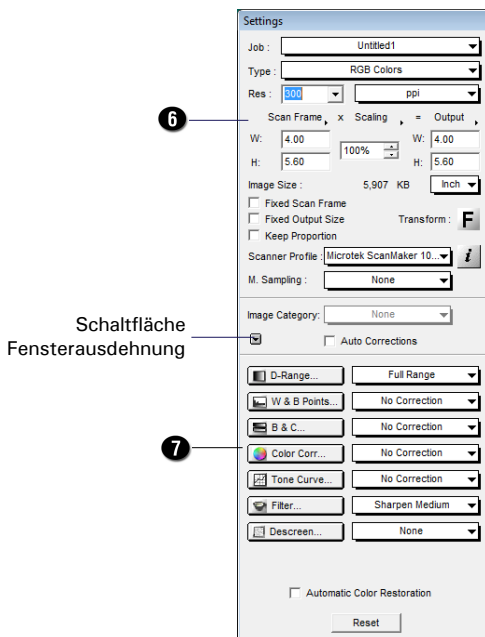 Settings
Job : Untitled1
Type : RGB Colors
Res : 300 ppi
6
Scan Frame x Scaling = Output
W: 4.00 100% W: 4.00
H: 5.60 H: 5.60
Image Size : 5,907 KB Inch
Fixed Scan Frame
Fixed Output Size Transform : F
Keep Proportion
Scanner Profile : Microtek ScanMaker 10... i
M. Sampling : None
Image Category: None
Schaltfläche
Fensterausdehnung
Auto Corrections
D-Range... Full Range
W & B Points... No Correction
B & C... No Correction
7
Color Corr... No Correction
Tone Curve... No Correction
Filter... Sharpen Medium
Descreen... None
Automatic Color Restoration
Reset